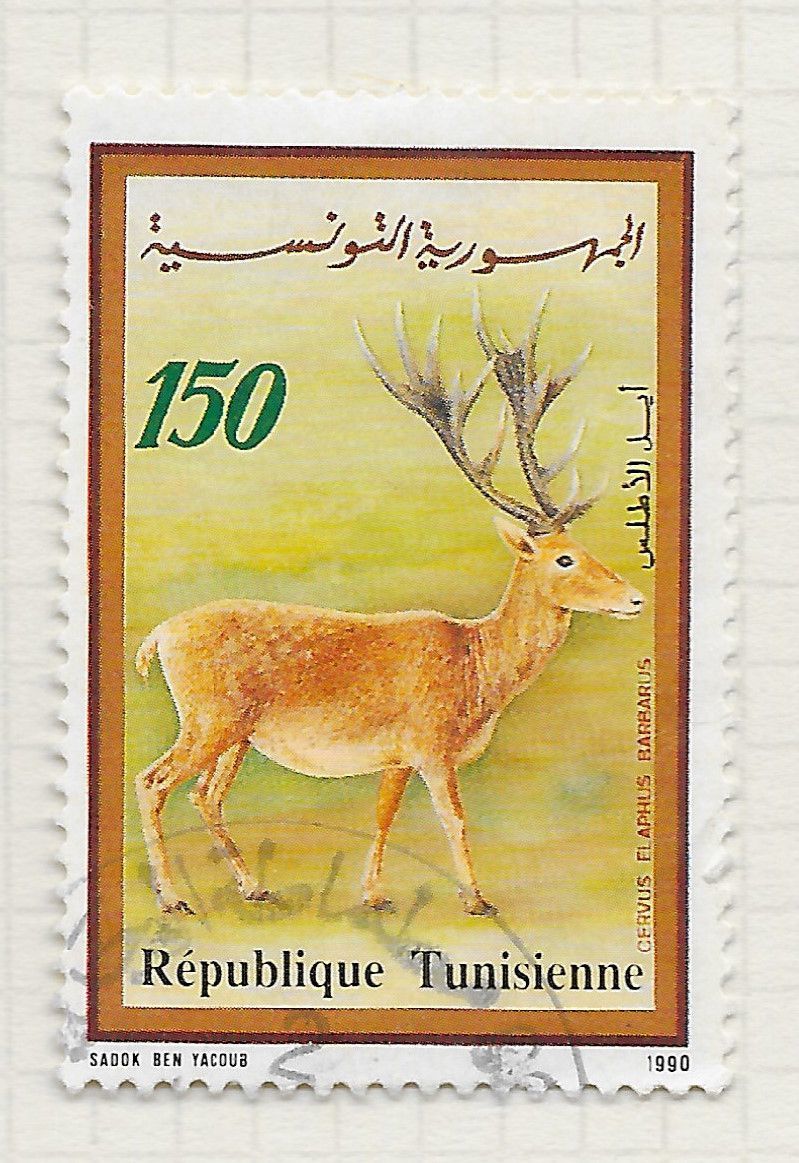 الجمهورية التونسية
150
أيل الأطلس
CERVUS ELAPHUS BARBARUS
République Tunisienne
SADOK BEN YACOUB
1990